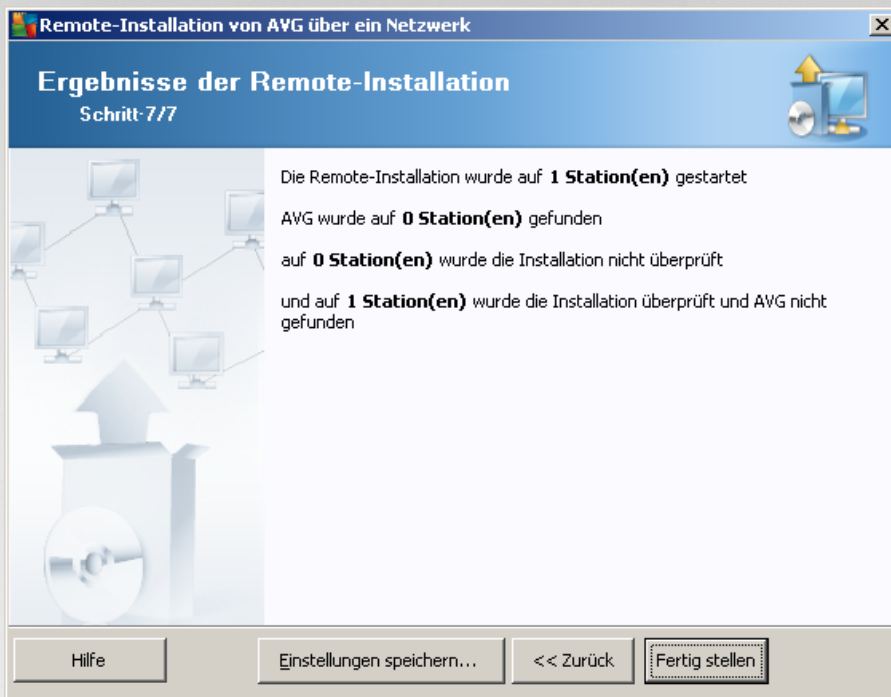 Remote-Installation von AVG über ein Netzwerk
Ergebnisse der Remote-Installation
Schritt-7/7
Die Remote-Installation wurde auf 1 Station(en) gestartet
AVG wurde auf 0 Station(en) gefunden
auf 0 Station(en) wurde die Installation nicht überprüft
und auf 1 Station(en) wurde die Installation überprüft und AVG nicht
gefunden
Hilfe
Einstellungen speichern...
<< Zurück
Fertig stellen